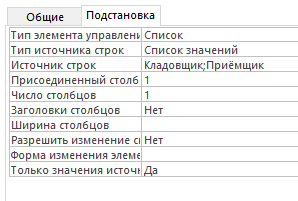 Общие Подстановка
Тип элемента управлени Список
Тип источника строк Список значений
Источник строк Кладовщик;Приёмщик
Присоединенный столб 1
Число столбцов 1
Заголовки столбцов Нет
Ширина столбцов
Разрешить изменение сп Нет
Форма изменения элеме
Только значения источн Да